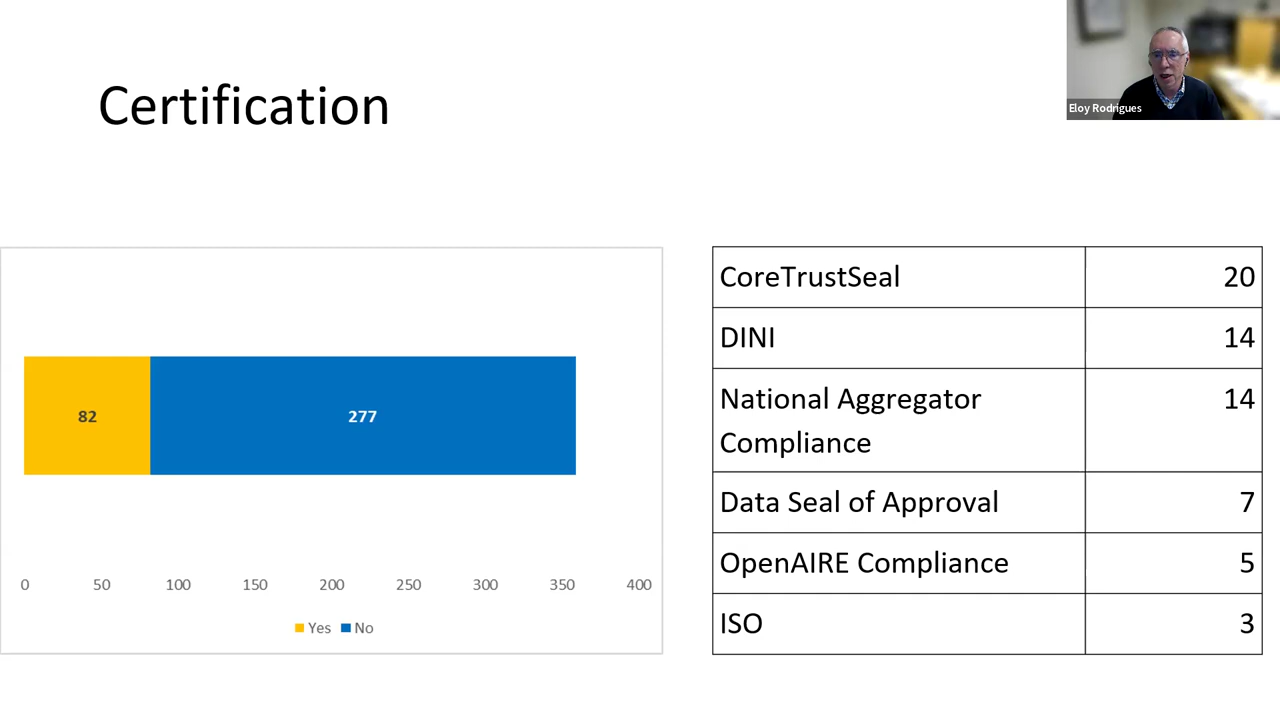 Certification
Eloy Rodrigues
82
277
0 50 100 150 200 250 300 350 400
Yes No
CoreTrustSeal 20
DINI 14
National Aggregator 14
Compliance
Data Seal of Approval 7
OpenAIRE Compliance 5
ISO 3